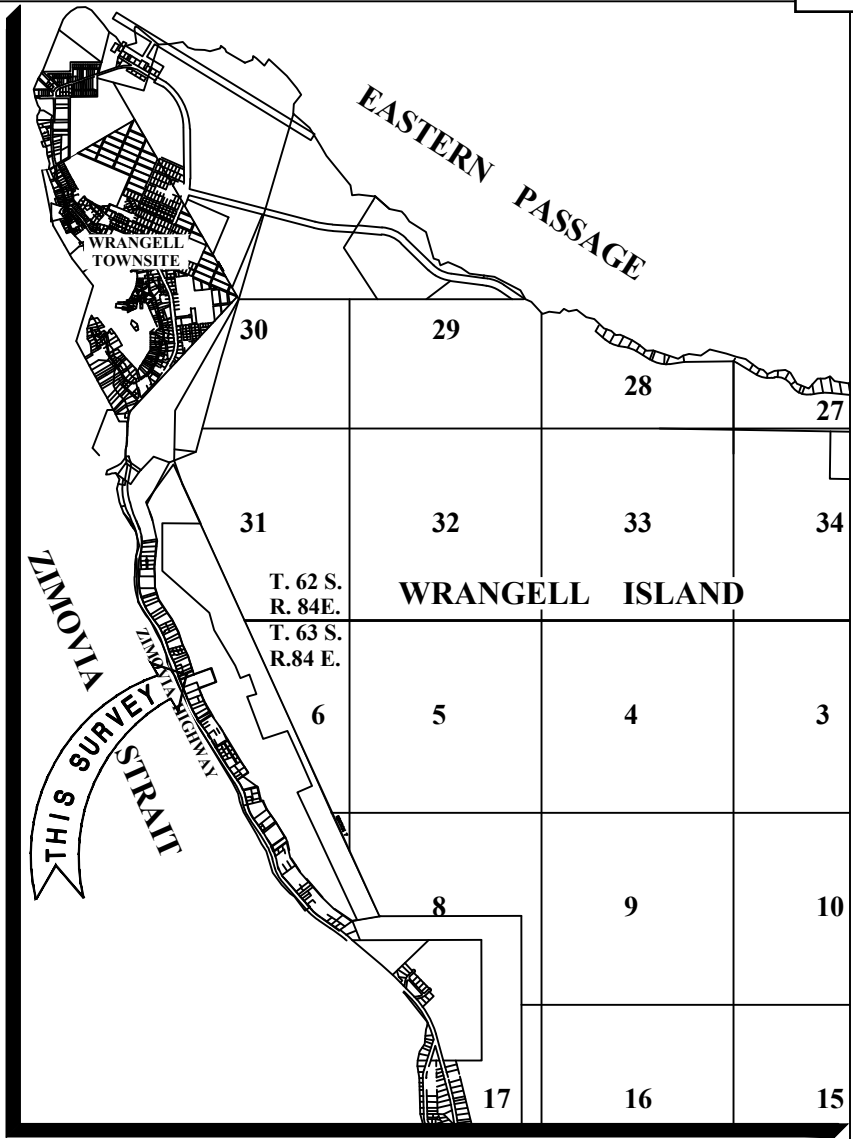 EASTERN PASSAGE
WRANGELL
TOWNSITE
30
29
28
27
31
32
33
34
T. 62 S.
R. 84E.
WRANGELL ISLAND
T. 63 S.
R.84 E.
ZIMOVIA STRAIT
ZIMOVIA HIGHWAY
THIS SURVEY
6
5
4
3
8
9
10
17
16
15